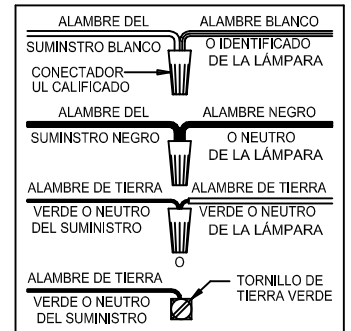 ALAMBRE DEL
SUMINSTRO BLANCO
ALAMBRE BLANCO
O IDENTIFICADO
DE LA LÁMPARA
CONECTADOR
UL CALIFICADO
ALAMBRE DEL
SUMINSTRO NEGRO
ALAMBRE NEGRO
O NEUTRO
DE LA LÁMPARA
ALAMBRE DE TIERRA
VERDE O NEUTRO
DEL SUMINISTRO
ALAMBRE DE TIERRA
VERDE O NEUTRO
DE LA LÁMPARA
O
ALAMBRE DE TIERRA
VERDE O NEUTRO
DEL SUMINISTRO
TORNILLO DE
TIERRA VERDE